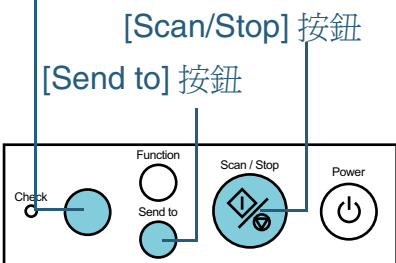 [Scan/Stop] 按鈕
[Send to] 按鈕
Function
Scan / Stop
Power
Check
Send to